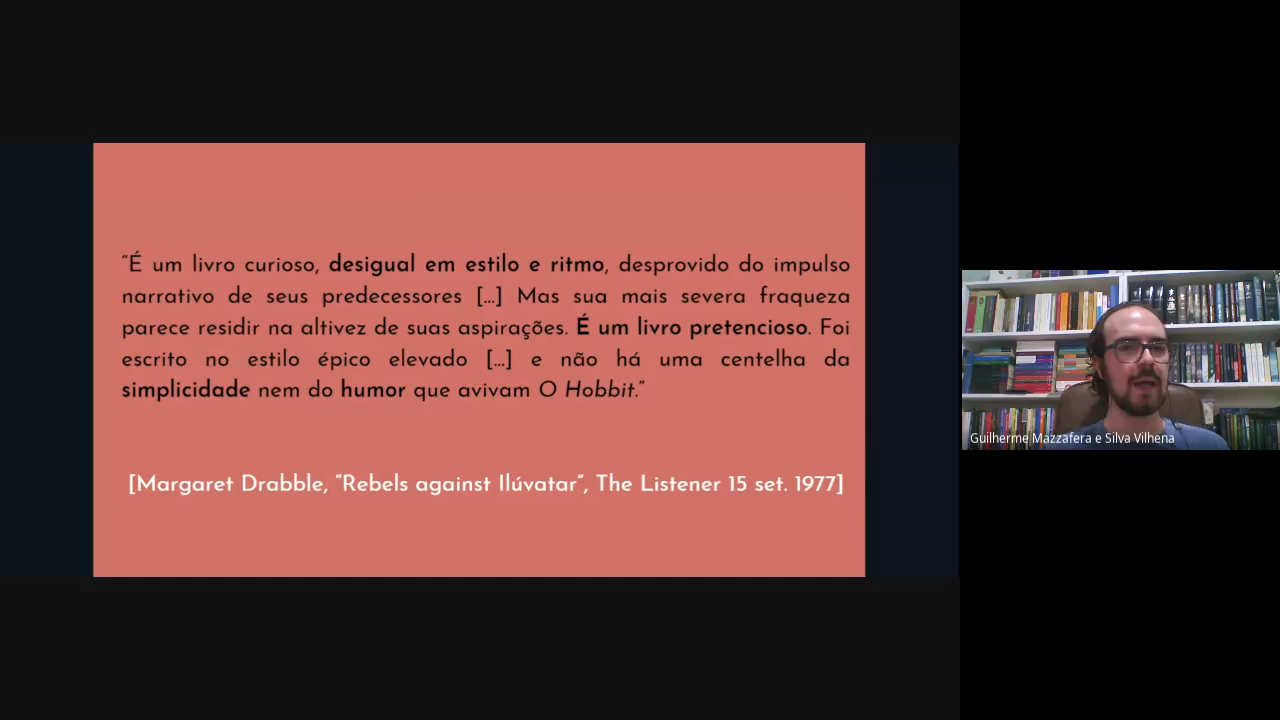 “É um livro curioso, desigual em estilo e ritmo, desprovido do impulso
narrativo de seus predecessores [...] Mas sua mais severa fraqueza
parece residir na altivez de suas aspirações. É um livro pretencioso. Foi
escrito no estilo épico elevado [...] e não há uma centelha da
simplicidade nem do humor que avivam O Hobbit.”
[Margaret Drabble, “Rebels against Ilúvatar”, The Listener 15 set. 1977]
Guilherme Mazzafera e Silva Vilhena